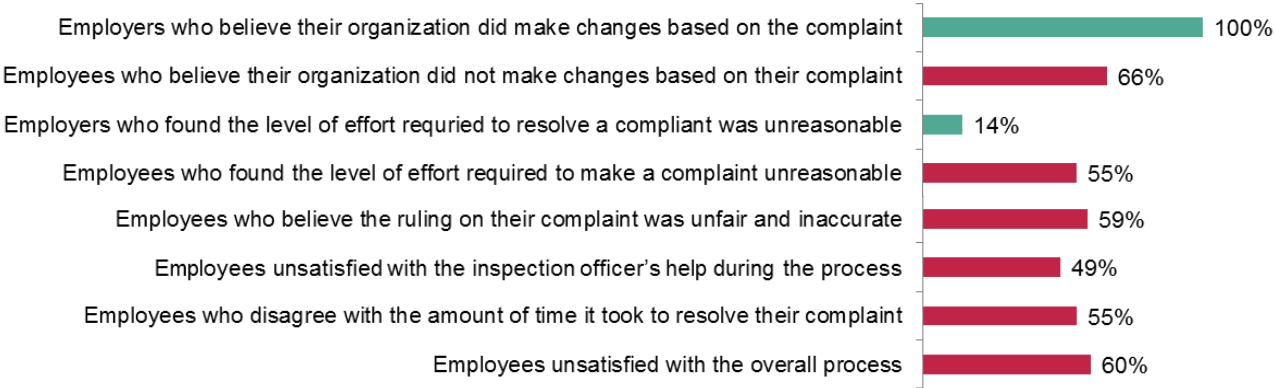 Employers who believe their organization did make changes based on the complaint 100%
Employees who believe their organization did not make changes based on their complaint 66%
Employers who found the level of effort requried to resolve a compliant was unreasonable 14%
Employees who found the level of effort required to make a complaint unreasonable 55%
Employees who believe the ruling on their complaint was unfair and inaccurate 59%
Employees unsatisfied with the inspection officer’s help during the process 49%
Employees who disagree with the amount of time it took to resolve their complaint 55%
Employees unsatisfied with the overall process 60%